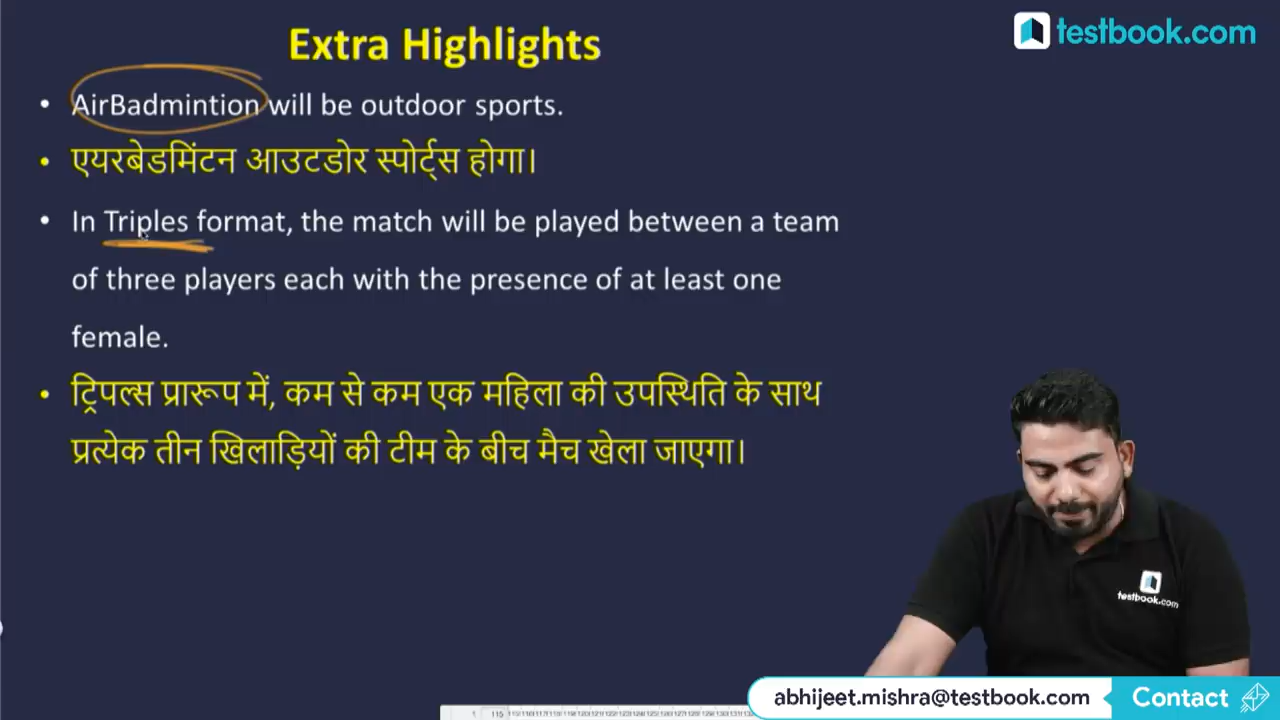 Extra Highlights
testbook.com
• AirBadmintion will be outdoor sports.
• एयरबेडमिंटन आउटडोर स्पोर्ट्स होगा।
• In Triples format, the match will be played between a team
of three players each with the presence of at least one
female.
• ट्रिपल्स प्रारूप में, कम से कम एक महिला की उपस्थिति के साथ
प्रत्येक तीन खिलाड़ियों की टीम के बीच मैच खेला जाएगा।
testbook.com
abhijeet.mishra@testbook.com Contact